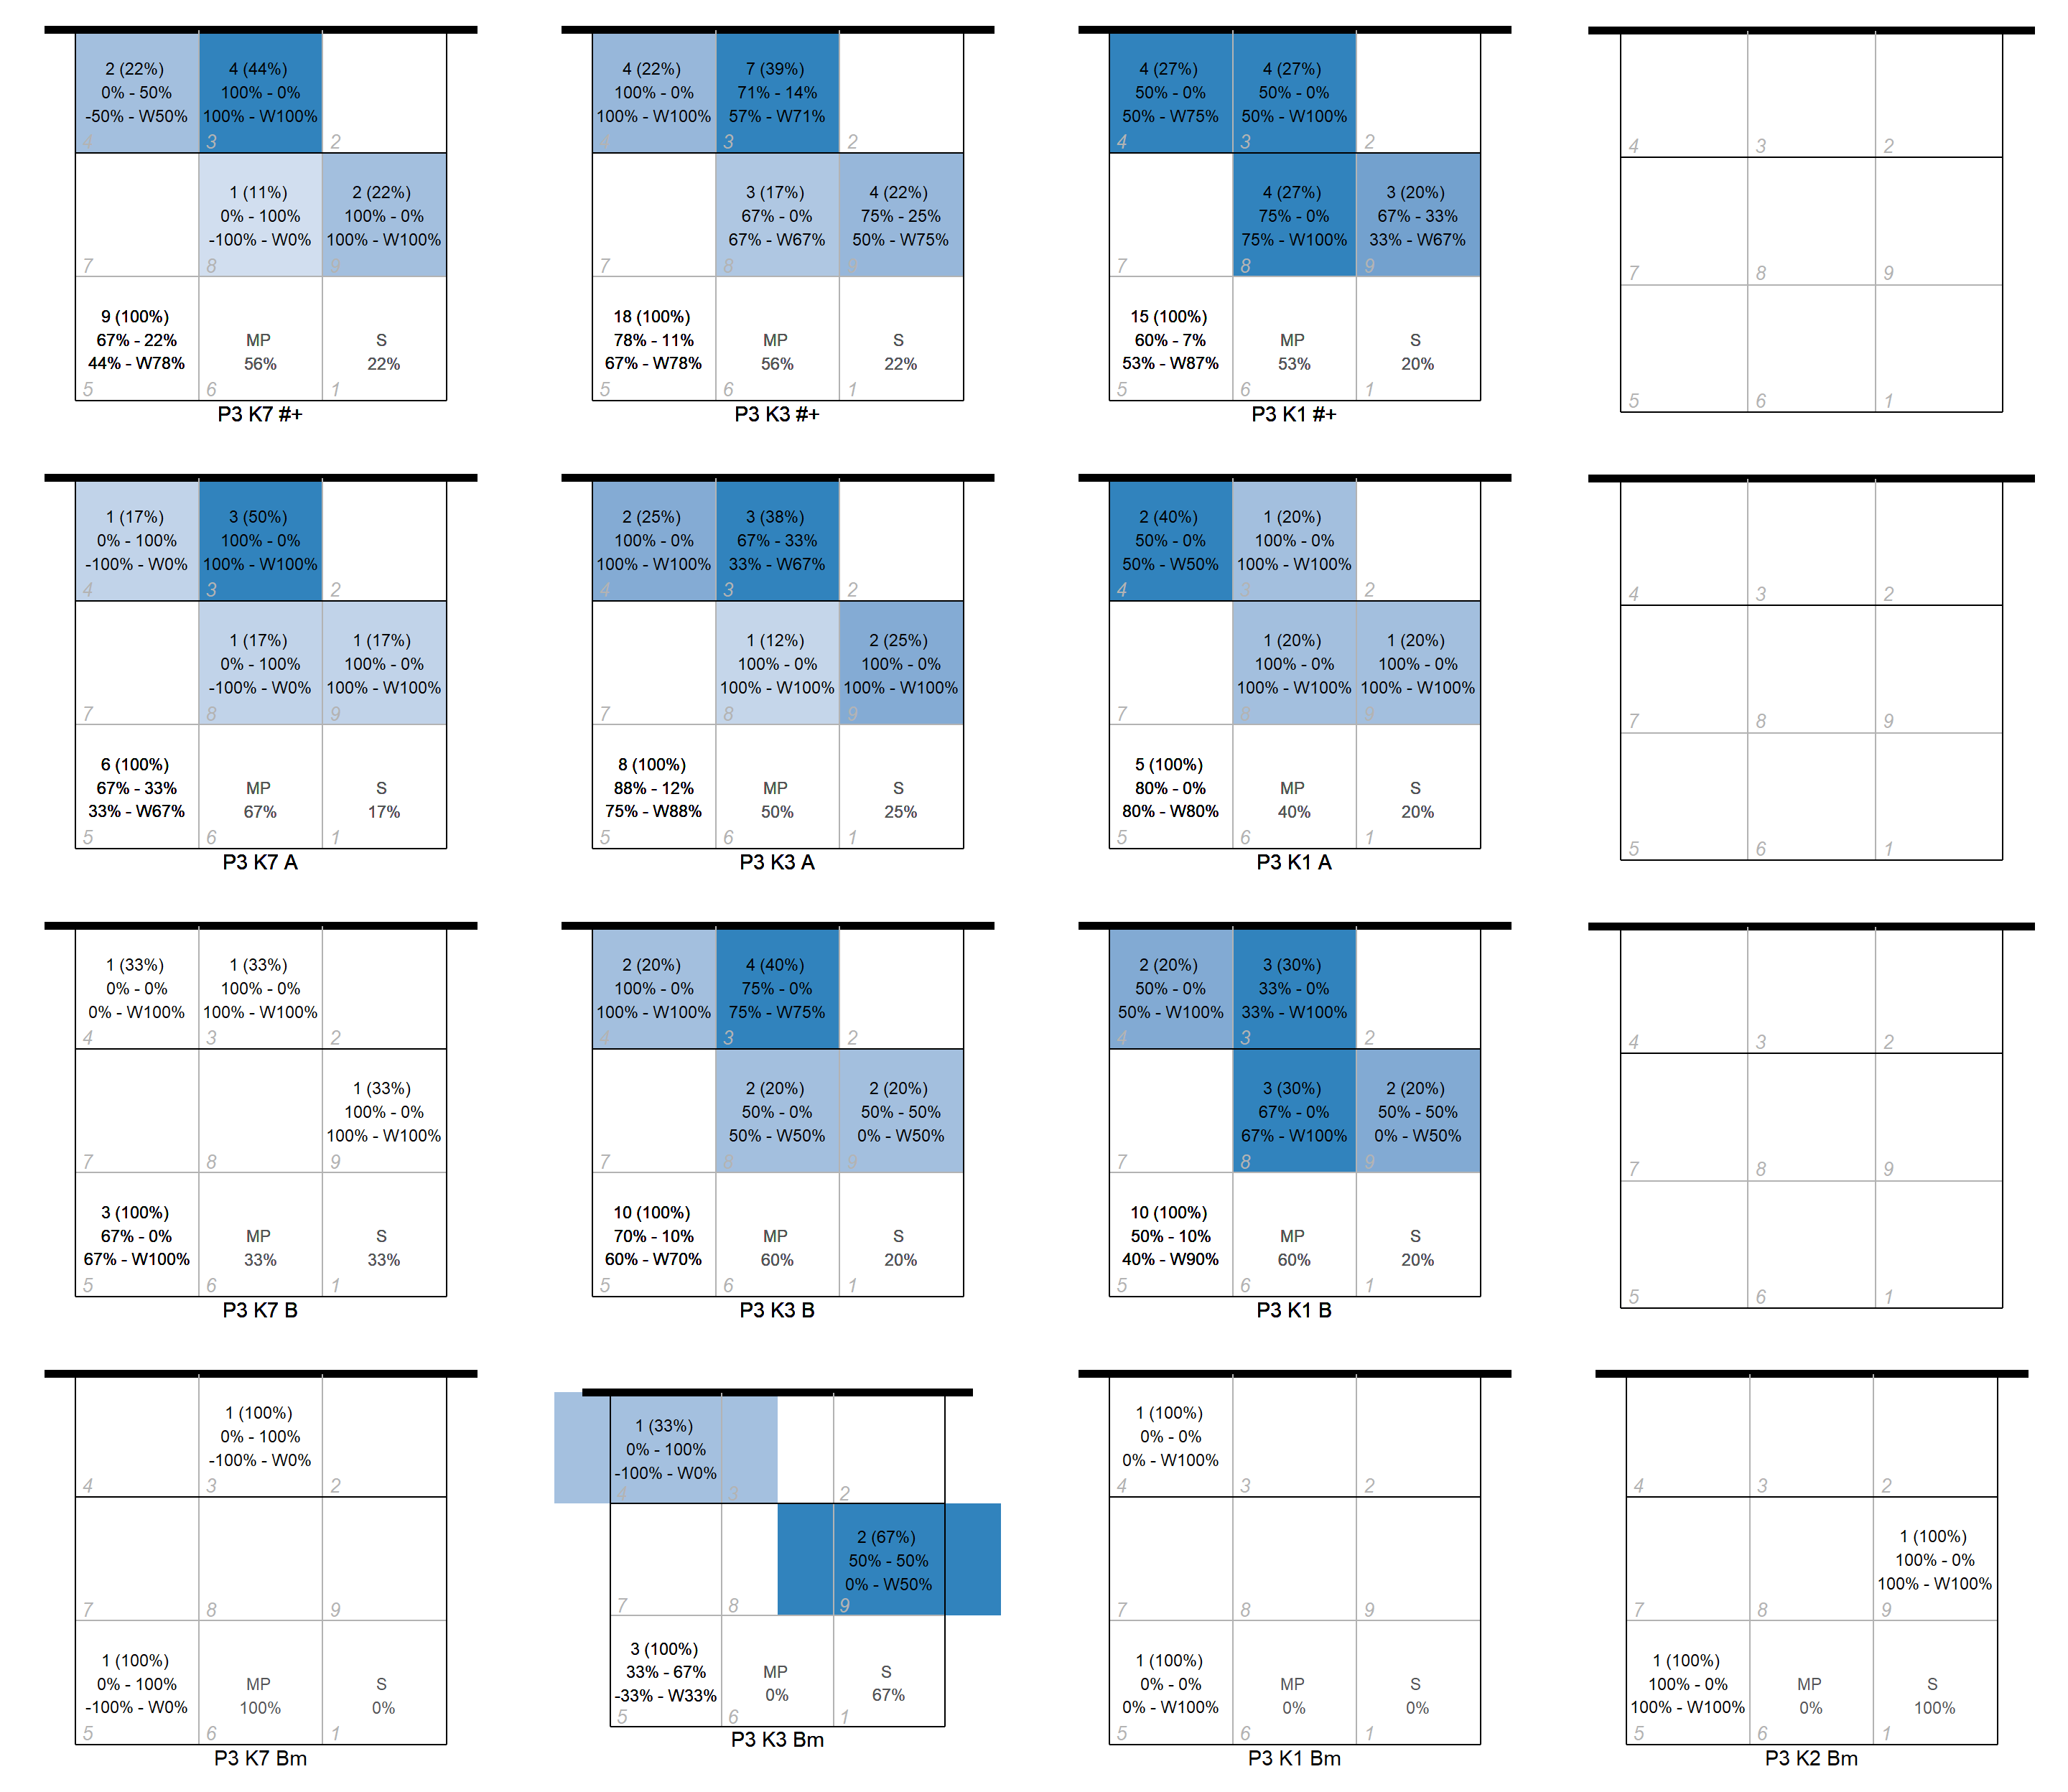 2 (22%)
0% - 50%
-50% - W50%
4
4 (44%)
100% - 0%
100% - W100%
3
2
7
1 (11%)
0% - 100%
-100% - W0%
8
2 (22%)
100% - 0%
100% - W100%
9
9 (100%)
67% - 22%
44% - W78%
5
MP
56%
6
S
22%
1
P3 K7 #+
4 (22%)
100% - 0%
100% - W100%
4
7 (39%)
71% - 14%
57% - W71%
3
2
7
3 (17%)
67% - 0%
67% - W67%
8
4 (22%)
75% - 25%
50% - W75%
9
18 (100%)
78% - 11%
67% - W78%
5
MP
56%
6
S
22%
1
P3 K3 #+
4 (27%)
50% - 0%
50% - W75%
4
4 (27%)
50% - 0%
50% - W100%
3
2
7
4 (27%)
75% - 0%
75% - W100%
8
3 (20%)
67% - 33%
33% - W67%
9
15 (100%)
60% - 7%
53% - W87%
5
MP
53%
6
S
20%
1
P3 K1 #+
4
3
2
7
8
9
5
6
1
1 (17%)
0% - 100%
-100% - W0%
4
3 (50%)
100% - 0%
100% - W100%
3
2
7
1 (17%)
0% - 100%
-100% - W0%
8
1 (17%)
100% - 0%
100% - W100%
9
6 (100%)
67% - 33%
33% - W67%
5
MP
67%
6
S
17%
1
P3 K7 A
2 (25%)
100% - 0%
100% - W100%
4
3 (38%)
67% - 33%
33% - W67%
3
2
7
1 (12%)
100% - 0%
100% - W100%
8
2 (25%)
100% - 0%
100% - W100%
9
8 (100%)
88% - 12%
75% - W88%
5
MP
50%
6
S
25%
1
P3 K3 A
2 (40%)
50% - 0%
50% - W50%
4
1 (20%)
100% - 0%
100% - W100%
3
2
7
1 (20%)
100% - 0%
100% - W100%
8
1 (20%)
100% - 0%
100% - W100%
9
5 (100%)
80% - 0%
80% - W80%
5
MP
40%
6
S
20%
1
P3 K1 A
4
3
2
7
8
9
5
6
1
1 (33%)
0% - 0%
0% - W100%
4
1 (33%)
100% - 0%
100% - W100%
3
2
7
8
1 (33%)
100% - 0%
100% - W100%
9
3 (100%)
67% - 0%
67% - W100%
5
MP
33%
6
S
33%
1
P3 K7 B
2 (20%)
100% - 0%
100% - W100%
4
4 (40%)
75% - 0%
75% - W75%
3
2
7
2 (20%)
50% - 0%
50% - W50%
8
2 (20%)
50% - 50%
0% - W50%
9
10 (100%)
70% - 10%
60% - W70%
5
MP
60%
6
S
20%
1
P3 K3 B
2 (20%)
50% - 0%
50% - W100%
4
3 (30%)
33% - 0%
33% - W100%
3
2
7
3 (30%)
67% - 0%
67% - W100%
8
2 (20%)
50% - 50%
0% - W50%
9
10 (100%)
50% - 10%
40% - W90%
5
MP
60%
6
S
20%
1
P3 K1 B
4
3
2
7
8
9
5
6
1
4
1 (100%)
0% - 100%
-100% - W0%
3
2
7
8
9
1 (100%)
0% - 100%
-100% - W0%
5
MP
100%
6
S
0%
1
P3 K7 Bm
1 (33%)
0% - 100%
-100% - W0%
4
3
2
7
8
2 (67%)
50% - 50%
0% - W50%
9
3 (100%)
33% - 67%
-33% - W33%
5
MP
0%
6
S
67%
1
P3 K3 Bm
1 (100%)
0% - 0%
0% - W100%
4
3
2
7
8
9
1 (100%)
0% - 0%
0% - W100%
5
MP
0%
6
S
0%
1
P3 K1 Bm
4
3
2
7
8
1 (100%)
100% - 0%
100% - W100%
9
1 (100%)
100% - 0%
100% - W100%
5
MP
0%
6
S
100%
1
P3 K2 Bm